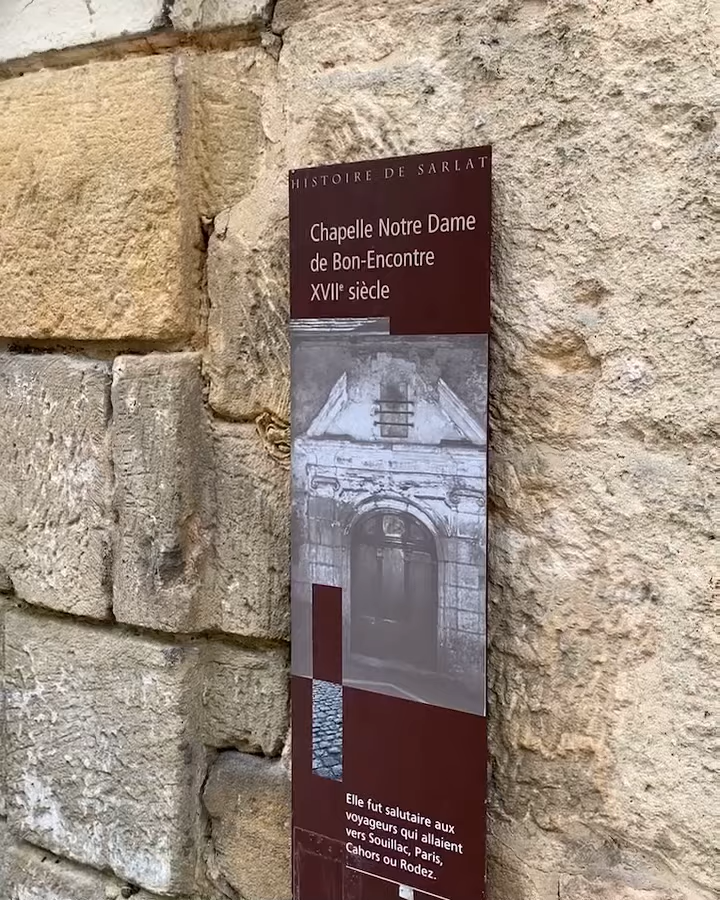 HISTOIRE DE SARLAT
Chapelle Notre Dame
de Bon-Encontre
XVIIe siècle
Elle fut salutaire aux
voyageurs qui allaient
vers Souillac, Paris,
Cahors ou Rodez.